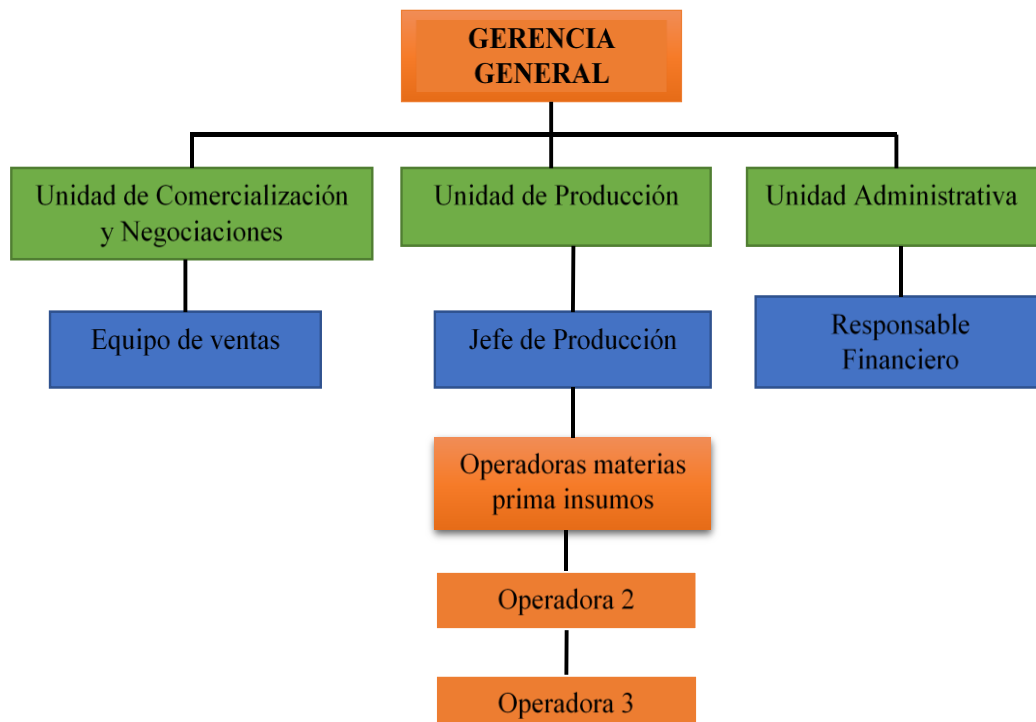 GERENCIA
GENERAL
Unidad de Comercialización
y Negociaciones
Unidad de Producción
Unidad Administrativa
Equipo de ventas
Jefe de Producción
Responsable
Financiero
Operadoras materias
prima insumos
Operadora 2
Operadora 3